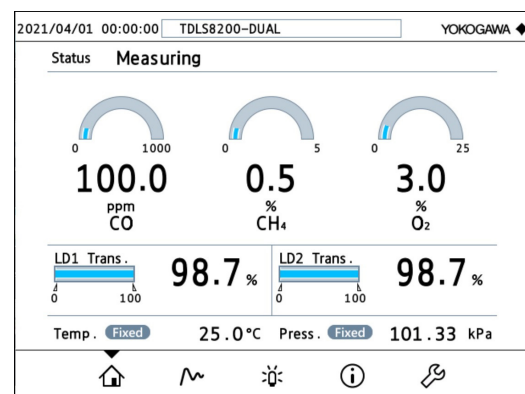 2021/04/01 00:00:00 TDLS8200-DUAL YOKOGAWA
Status Measuring
0 1000 0 5 0 25
100.0 0.5 3.0
ppm % %
CO CH₄ O₂
LD1 Trans. 98.7 % LD2 Trans. 98.7 %
0 100 0 100
Temp. Fixed 25.0°C Press. Fixed 101.33 kPa